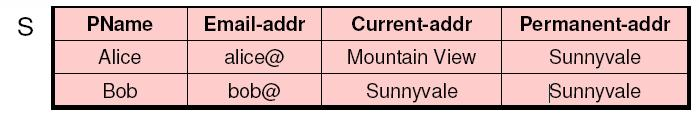 S
PName Email-addr Current-addr Permanent-addr
Alice alice@ Mountain View Sunnyvale
Bob bob@ Sunnyvale Sunnyvale